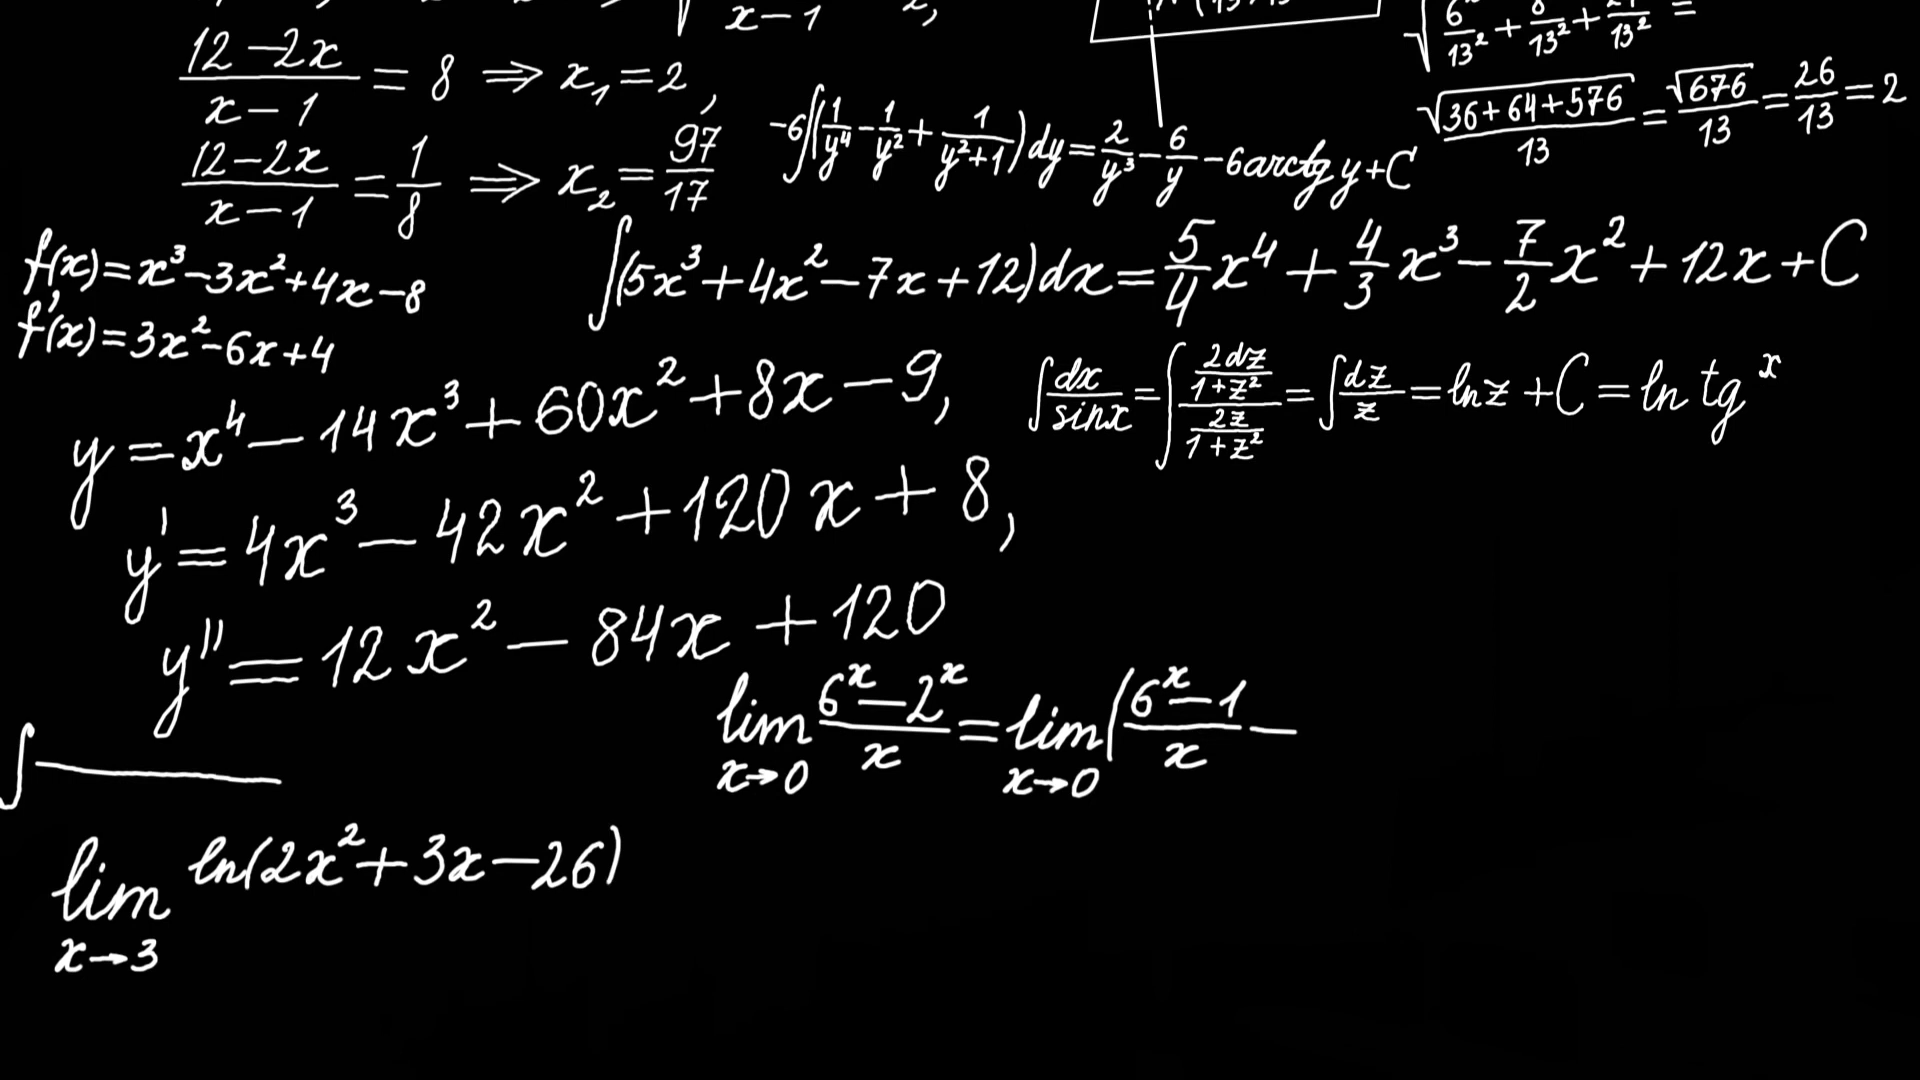 x-1
12-2x/x-1 = 8 ⇒ x₁=2,
12-2x/x-1 = 1/8 ⇒ x₂=97/17
√36+64+576/13 = √676/13 = 26/13 = 2
-6∫(1/y⁴ - 1/y² + 1/y²+1)dy = 2/y³ - 6/y - 6arctg y + C
f(x)=x³-3x²+4x-8
f'(x)=3x²-6x+4
∫(5x³+4x²-7x+12)dx = 5/4x⁴ + 4/3x³ - 7/2x² + 12x + C
∫dx/sinx = ∫ 2dz/1+z² / 2z/1+z² = ∫dz/z = lnz + C = ln tg x
y = x⁴ - 14x³ + 60x² + 8x - 9,
y' = 4x³ - 42x² + 120x + 8,
y'' = 12x² - 84x + 120
lim x→0 6ˣ-2ˣ/x = lim x→0 (6ˣ-1/x -
∫
lim x→3 ln(2x²+3x-26)